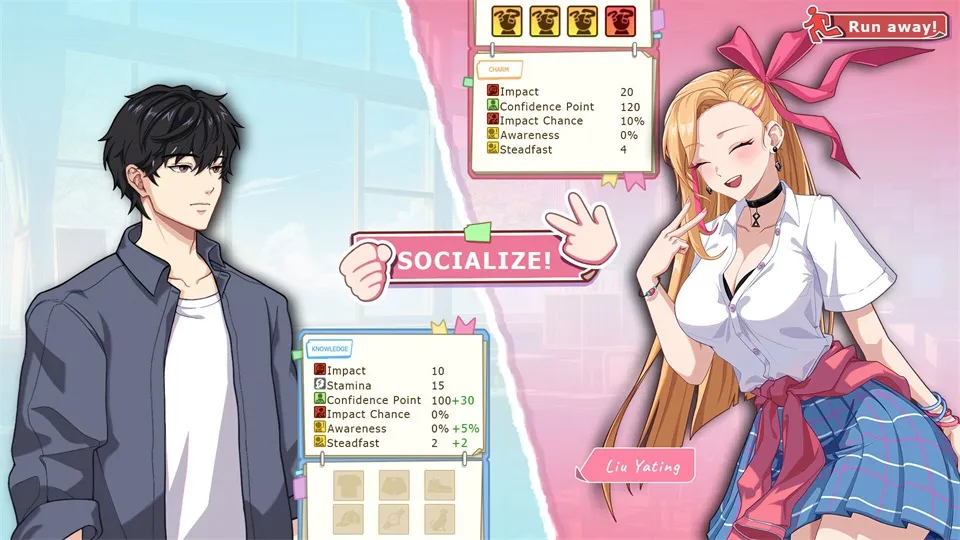 Run away!
CHARM
Impact 20
Confidence Point 120
Impact Chance 10%
Awareness 0%
Steadfast 4
SOCIALIZE!
KNOWLEDGE
Impact 10
Stamina 15
Confidence Point 100+30
Impact Chance 0%
Awareness 0% +5%
Steadfast 2 +2
Liu Yating